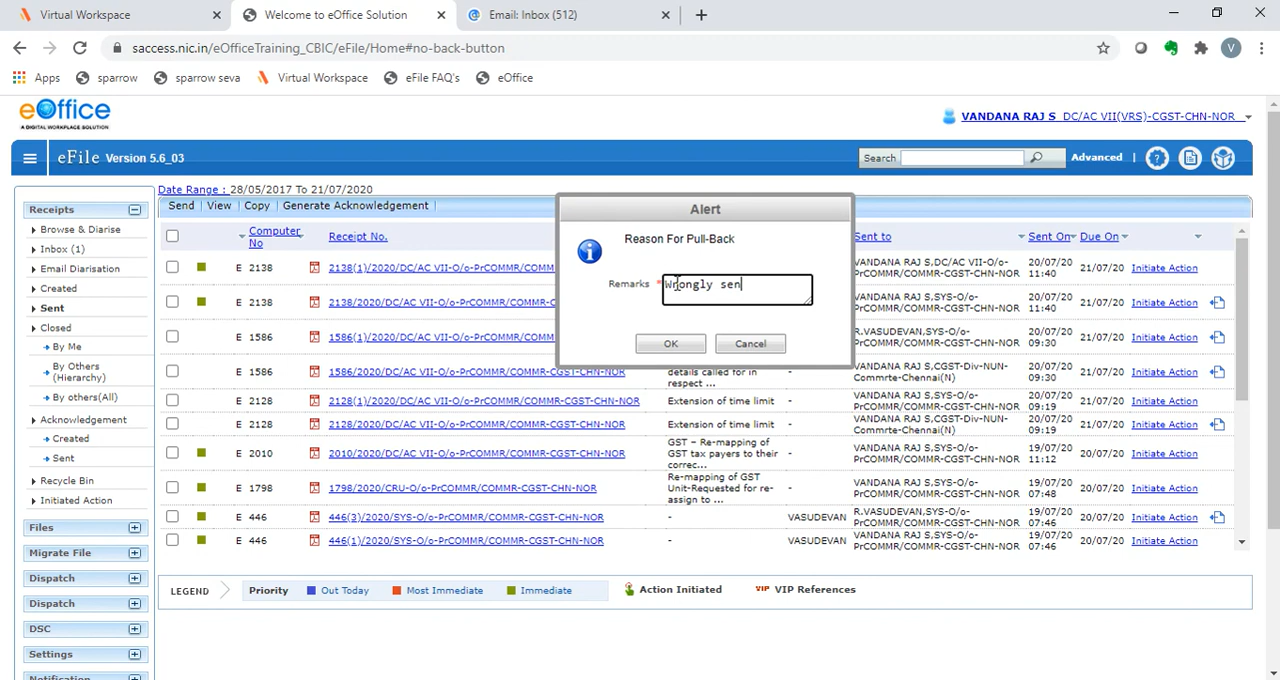 Virtual Workspace
Welcome to eOffice Solution
Email: Inbox (512)
saccess.nic.in/eOfficeTraining_CBIC/eFile/Home#no-back-button
V
Apps sparrow sparrow seva Virtual Workspace eFile FAQ's eOffice
eOffice
A DIGITAL WORKPLACE SOLUTION
VANDANA RAJ S DC/AC VII(VRS)-CGST-CHN-NOR
eFile Version 5.6_03
Search
Advanced
Receipts
Browse & Diarise
Inbox (1)
Email Diarisation
Created
Sent
Closed
By Me
By Others
(Hierarchy)
By others(All)
Acknowledgement
Created
Sent
Recycle Bin
Initiated Action
Files
Migrate File
Dispatch
Dispatch
DSC
Settings
Notification
Date Range : 28/05/2017 To 21/07/2020
Send View Copy Generate Acknowledgement
Computer
No
Receipt No.
Sent to
Sent On
Due On
E 2138 2138(1)/2020/DC/AC VII-O/o-PrCOMMR/COMM
VANDANA RAJ S,DC/AC VII-O/o-
PrCOMMR/COMMR-CGST-CHN-NOR
20/07/20
11:40
21/07/20 Initiate Action
E 2138 2138/2020/DC/AC VII-O/o-PrCOMMR/COMMR-
VANDANA RAJ S,SYS-O/o-
PrCOMMR/COMMR-CGST-CHN-NOR
20/07/20
11:40
21/07/20 Initiate Action
E 1586 1586(1)/2020/DC/AC VII-O/o-PrCOMMR/COMM
R.VASUDEVAN,SYS-O/o-
PrCOMMR/COMMR-CGST-CHN-NOR
20/07/20
09:30
21/07/20 Initiate Action
E 1586 1586/2020/DC/AC VII-O/o-PrCOMMR/COMMR-CGST-CHN-NOR
details called for in
respect ...
VANDANA RAJ S,CGST-Div-NUN-
Commrte-Chennai(N)
20/07/20
09:30
21/07/20 Initiate Action
E 2128 2128(1)/2020/DC/AC VII-O/o-PrCOMMR/COMMR-CGST-CHN-NOR
Extension of time limit -
VANDANA RAJ S,SYS-O/o-
PrCOMMR/COMMR-CGST-CHN-NOR
20/07/20
09:19
21/07/20 Initiate Action
E 2128 2128/2020/DC/AC VII-O/o-PrCOMMR/COMMR-CGST-CHN-NOR
Extension of time limit -
VANDANA RAJ S,CGST-Div-NUN-
Commrte-Chennai(N)
20/07/20
09:19
21/07/20 Initiate Action
E 2010 2010/2020/DC/AC VII-O/o-PrCOMMR/COMMR-CGST-CHN-NOR
GST – Re-mapping of
GST tax payers to their
correc...
-
VANDANA RAJ S,SYS-O/o-
PrCOMMR/COMMR-CGST-CHN-NOR
19/07/20
11:12
20/07/20 Initiate Action
E 1798 1798/2020/CRU-O/o-PrCOMMR/COMMR-CGST-CHN-NOR
Re-mapping of GST
Unit-Requested for re-
assign to ...
-
VANDANA RAJ S,SYS-O/o-
PrCOMMR/COMMR-CGST-CHN-NOR
19/07/20
07:48
20/07/20 Initiate Action
E 446 446(3)/2020/SYS-O/o-PrCOMMR/COMMR-CGST-CHN-NOR
- VASUDEVAN
R.VASUDEVAN,SYS-O/o-
PrCOMMR/COMMR-CGST-CHN-NOR
19/07/20
07:46
20/07/20 Initiate Action
E 446 446(1)/2020/SYS-O/o-PrCOMMR/COMMR-CGST-CHN-NOR
- VASUDEVAN
VANDANA RAJ S,SYS-O/o-
PrCOMMR/COMMR-CGST-CHN-NOR
19/07/20
07:46
20/07/20 Initiate Action
Alert
Reason For Pull-Back
Remarks * Wrongly sen
OK Cancel
LEGEND Priority Out Today Most Immediate Immediate Action Initiated VIP VIP References